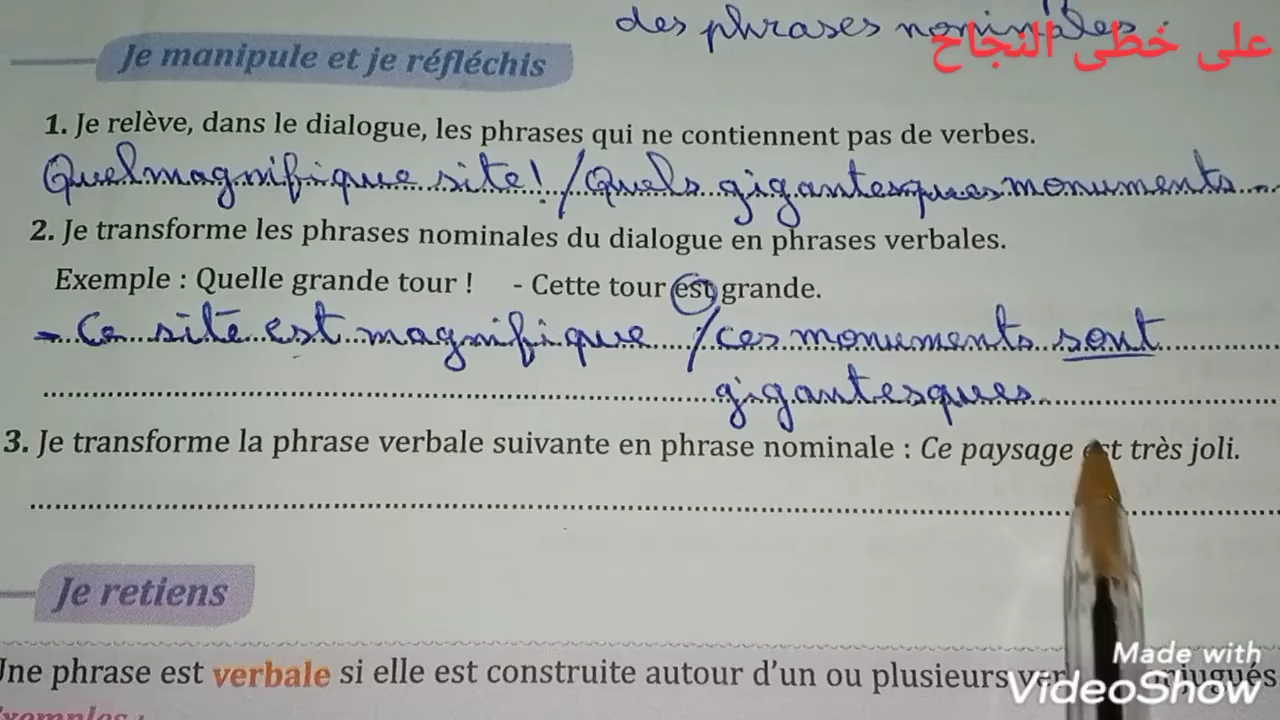 des phrases nominales
على خطى النجاح
Je manipule et je réfléchis
1. Je relève, dans le dialogue, les phrases qui ne contiennent pas de verbes.
Quel magnifique site ! / Quels gigantesques monuments
2. Je transforme les phrases nominales du dialogue en phrases verbales.
Exemple : Quelle grande tour ! - Cette tour est grande.
- Ce site est magnifique / ces monuments sont
gigantesques
3. Je transforme la phrase verbale suivante en phrase nominale : Ce paysage est très joli.
Je retiens
Une phrase est verbale si elle est construite autour d'un ou plusieurs
Exemples :
Made with
VideoShow